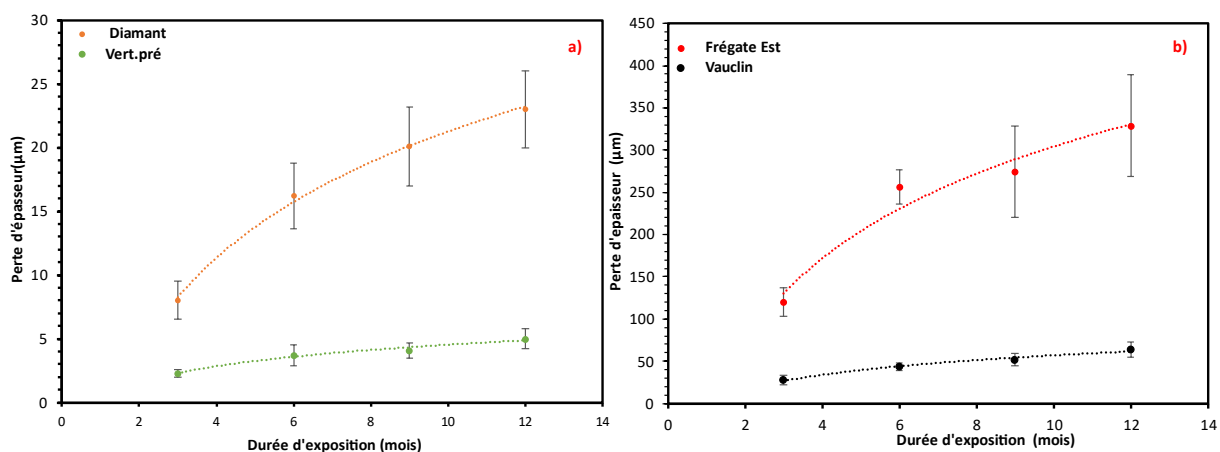 30
25
20
15
10
5
0
0 2 4 6 8 10 12 14
Perte d'épasseur(µm)
Durée d'exposition (mois)
Diamant
Vert.pré
a)
450
400
350
300
250
200
150
100
50
0
0 2 4 6 8 10 12 14
Perte d'epaisseur (µm)
Durée d'exposition (mois)
Frégate Est
Vauclin
b)